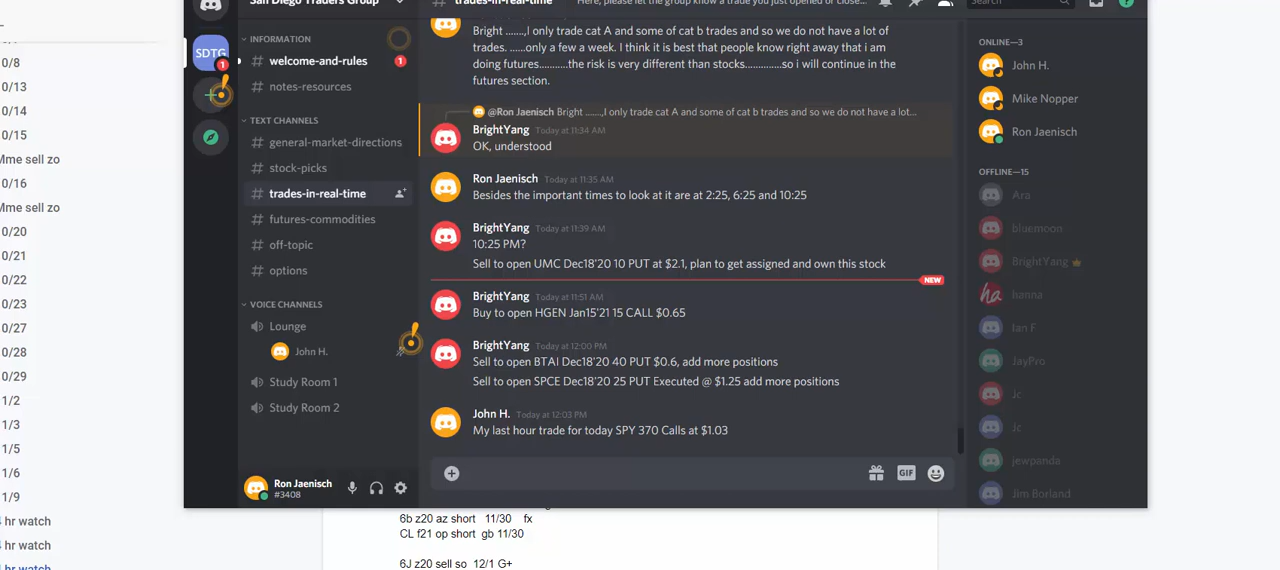 San Diego Traders Group
trades-in-real-time
Here, please let the group know a trade you just opened or close...
Search
0/8
0/13
0/14
0/15
Mme sell zo
0/16
Mme sell zo
0/20
0/21
0/22
0/23
0/27
0/28
0/29
1/2
1/3
1/5
1/6
1/9
hr watch
hr watch
hr watch
SDTG
1
INFORMATION
welcome-and-rules
1
# notes-resources
TEXT CHANNELS
# general-market-directions
# stock-picks
# trades-in-real-time
# futures-commodities
# off-topic
# options
VOICE CHANNELS
Lounge
John H.
Study Room 1
Study Room 2
Ron Jaenisch
#3408
Bright .......,I only trade cat A and some of cat b trades and so we do not have a lot of
trades. ......only a few a week. I think it is best that people know right away that i am
doing futures..........the risk is very different than stocks..............so i will continue in the
futures section.
@Ron Jaenisch Bright .......,I only trade cat A and some of cat b trades and so we do not have a lot...
BrightYang Today at 11:34 AM
OK, understood
Ron Jaenisch Today at 11:35 AM
Besides the important times to look at it are at 2:25, 6:25 and 10:25
BrightYang Today at 11:39 AM
10:25 PM?
Sell to open UMC Dec18'20 10 PUT at $2.1, plan to get assigned and own this stock
NEW
BrightYang Today at 11:51 AM
Buy to open HGEN Jan15'21 15 CALL $0.65
BrightYang Today at 12:00 PM
Sell to open BTAI Dec18'20 40 PUT $0.6, add more positions
Sell to open SPCE Dec18'20 25 PUT Executed @ $1.25 add more positions
John H. Today at 12:03 PM
My last hour trade for today SPY 370 Calls at $1.03
GIF
ONLINE—3
John H.
Mike Nopper
Ron Jaenisch
OFFLINE—15
Ara
bluemoon
BrightYang
ha
hanna
Ian F
JayPro
Jc
Jc
jewpanda
Jim Borland
6b z20 az short 11/30 fx
CL f21 op short gb 11/30
6J z20 sell so 12/1 G+